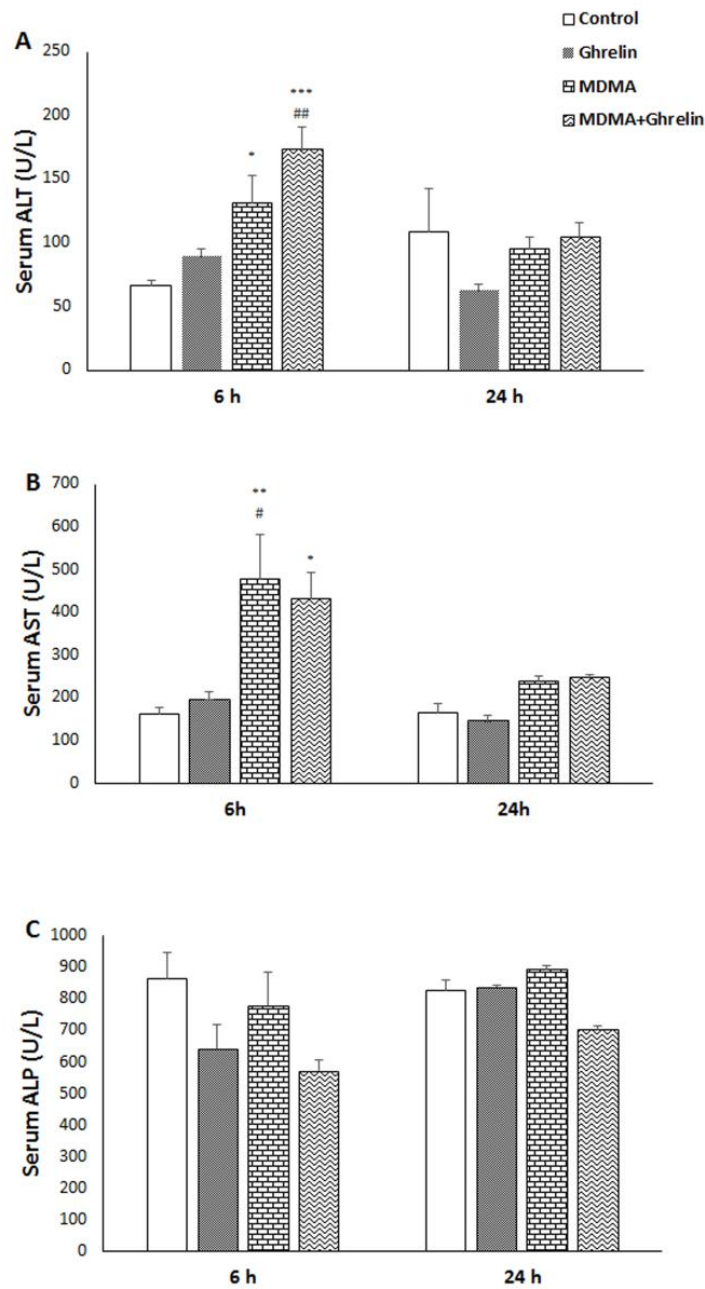 A
Control
Ghrelin
MDMA
MDMA+Ghrelin
Serum ALT (U/L)
250
200
150
100
50
0
*
***
##
6 h
24 h
B
Serum AST (U/L)
700
600
500
400
300
200
100
0
**
#
*
6h
24h
C
Serum ALP (U/L)
1000
900
800
700
600
500
400
300
200
100
0
6 h
24 h